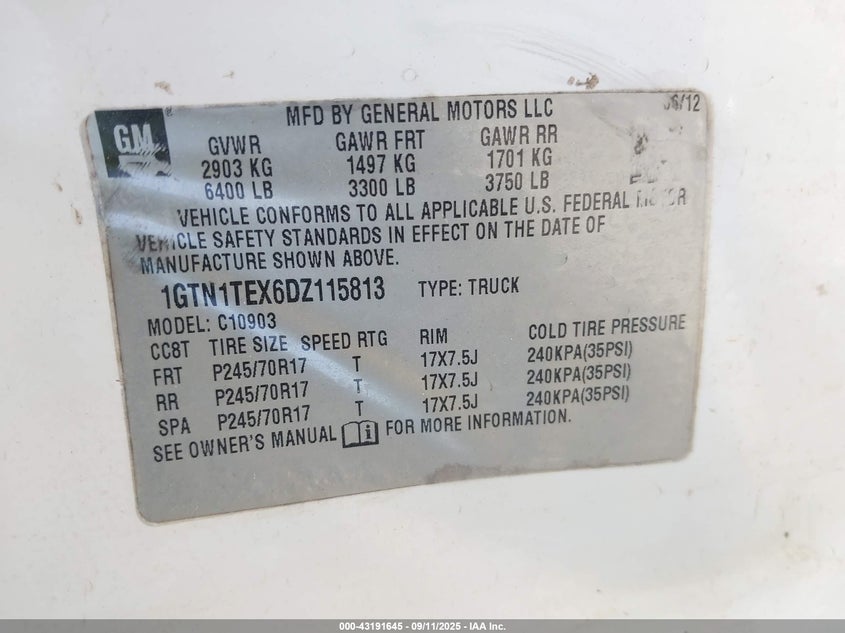 MFD BY GENERAL MOTORS LLC 06/12
GM ®
GVWR GAWR FRT GAWR RR
2903 KG 1497 KG 1701 KG
6400 LB 3300 LB 3750 LB
VEHICLE CONFORMS TO ALL APPLICABLE U.S. FEDERAL MOTOR
VEHICLE SAFETY STANDARDS IN EFFECT ON THE DATE OF
MANUFACTURE SHOWN ABOVE.
1GTN1TEX6DZ115813 TYPE: TRUCK
MODEL: C10903
CC8T TIRE SIZE SPEED RTG RIM COLD TIRE PRESSURE
FRT P245/70R17 T 17X7.5J 240KPA(35PSI)
RR P245/70R17 T 17X7.5J 240KPA(35PSI)
SPA P245/70R17 T 17X7.5J 240KPA(35PSI)
SEE OWNER'S MANUAL FOR MORE INFORMATION.
000-43191645 - 09/11/2025 - IAA Inc.